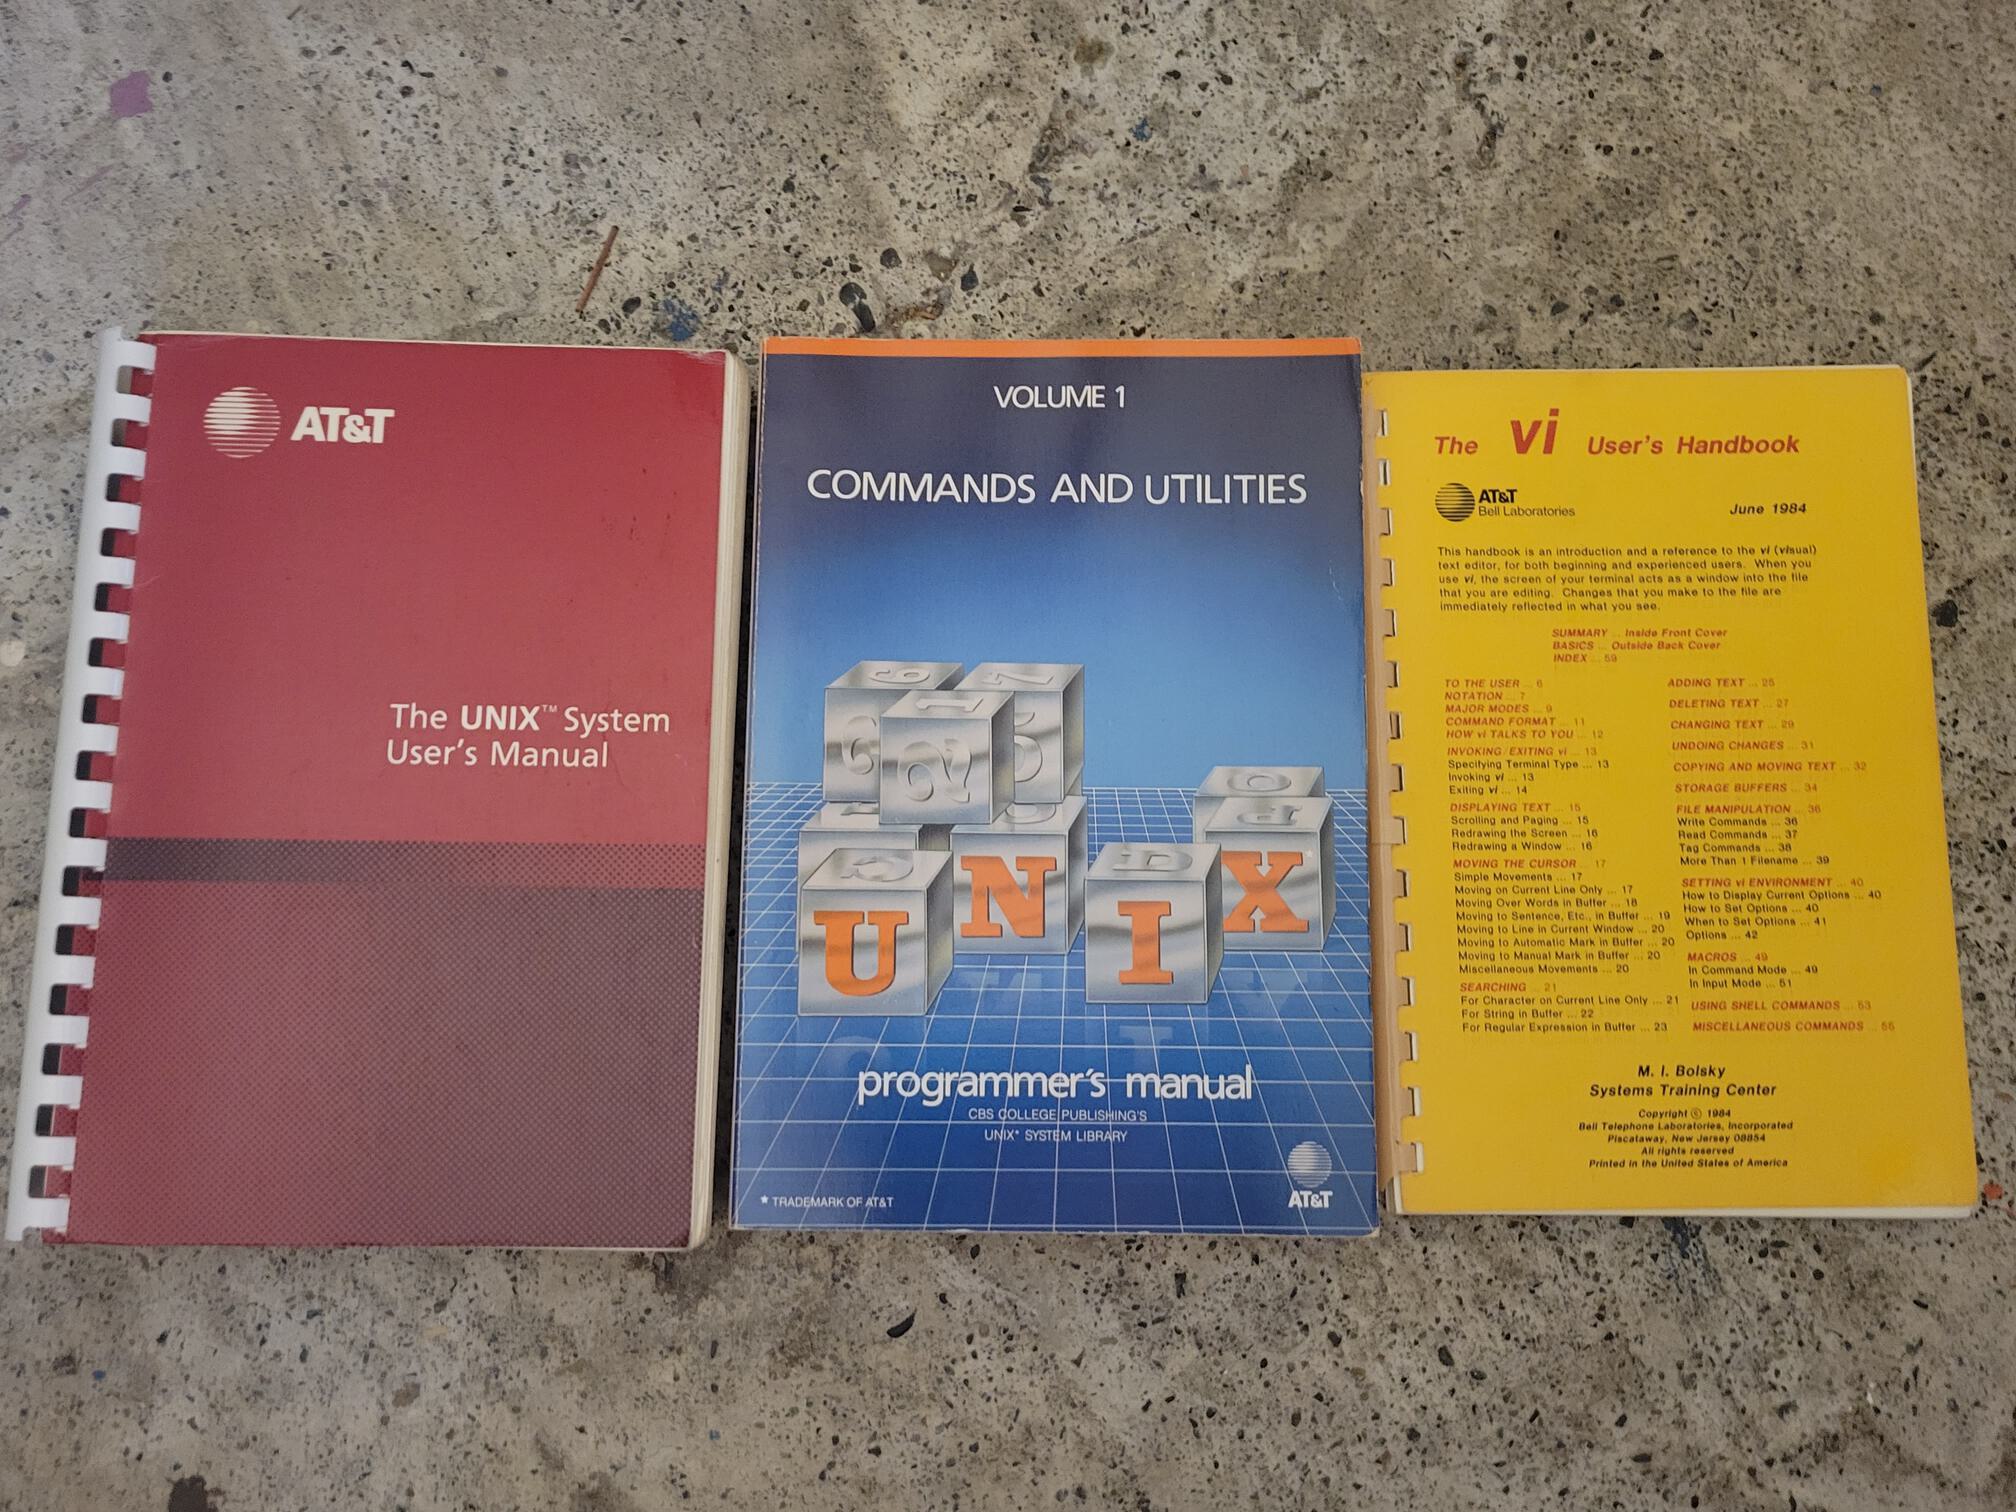 AT&T
The UNIX™ System
User's Manual
VOLUME 1
COMMANDS AND UTILITIES
U N I X*
programmer's manual
CBS COLLEGE PUBLISHING'S
UNIX* SYSTEM LIBRARY
* TRADEMARK OF AT&T
AT&T
The vi User's Handbook
AT&T
Bell Laboratories
June 1984
This handbook is an introduction and a reference to the vi (visual)
text editor, for both beginning and experienced users. When you
use vi, the screen of your terminal acts as a window into the file
that you are editing. Changes that you make to the file are
immediately reflected in what you see.
SUMMARY ... Inside Front Cover
BASICS ... Outside Back Cover
INDEX ... 59
TO THE USER ... 6
NOTATION ... 7
MAJOR MODES ... 9
COMMAND FORMAT ... 11
HOW vi TALKS TO YOU ... 12
INVOKING/EXITING vi ... 13
Specifying Terminal Type ... 13
Invoking vi ... 13
Exiting vi ... 14
DISPLAYING TEXT ... 15
Scrolling and Paging ... 15
Redrawing the Screen ... 16
Redrawing a Window ... 16
MOVING THE CURSOR ... 17
Simple Movements ... 17
Moving on Current Line Only ... 17
Moving Over Words in Buffer ... 18
Moving to Sentence, Etc., in Buffer ... 19
Moving to Line in Current Window ... 20
Moving to Automatic Mark in Buffer ... 20
Moving to Manual Mark in Buffer ... 20
Miscellaneous Movements ... 20
SEARCHING ... 21
For Character on Current Line Only ... 21
For String in Buffer ... 22
For Regular Expression in Buffer ... 23
ADDING TEXT ... 25
DELETING TEXT ... 27
CHANGING TEXT ... 29
UNDOING CHANGES ... 31
COPYING AND MOVING TEXT ... 32
STORAGE BUFFERS ... 34
FILE MANIPULATION ... 36
Write Commands ... 36
Read Commands ... 37
Tag Commands ... 38
More Than 1 Filename ... 39
SETTING vi ENVIRONMENT ... 40
How to Display Current Options ... 40
How to Set Options ... 40
When to Set Options ... 41
Options ... 42
MACROS ... 49
In Command Mode ... 49
In Input Mode ... 51
USING SHELL COMMANDS ... 53
MISCELLANEOUS COMMANDS ... 55
M. I. Bolsky
Systems Training Center
Copyright © 1984
Bell Telephone Laboratories, Incorporated
Piscataway, New Jersey 08854
All rights reserved
Printed in the United States of America